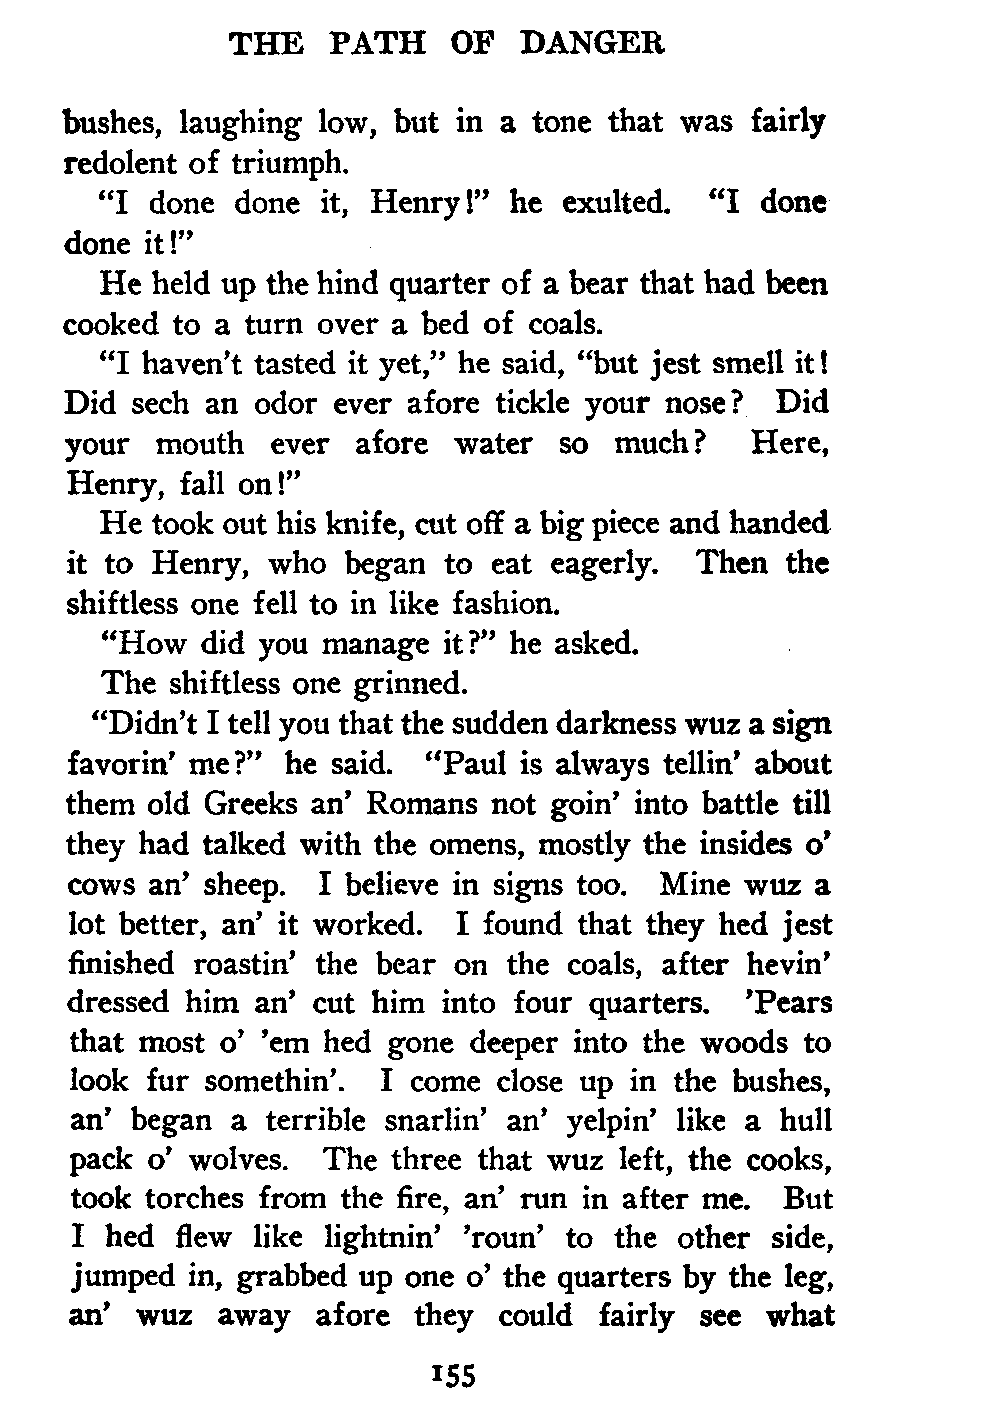 THE PATH OF DANGER
bushes, laughing low, but in a tone that was fairly
redolent of triumph.
“I done done it, Henry!” he exulted. “I done
done it!”
He held up the hind quarter of a bear that had been
cooked to a turn over a bed of coals.
“I haven't tasted it yet,” he said, “but jest smell it!
Did sech an odor ever afore tickle your nose? Did
your mouth ever afore water so much? Here,
Henry, fall on!”
He took out his knife, cut off a big piece and handed
it to Henry, who began to eat eagerly. Then the
shiftless one fell to in like fashion.
“How did you manage it?” he asked.
The shiftless one grinned.
“Didn't I tell you that the sudden darkness wuz a sign
favorin' me?” he said. “Paul is always tellin' about
them old Greeks an' Romans not goin' into battle till
they had talked with the omens, mostly the insides o'
cows an' sheep. I believe in signs too. Mine wuz a
lot better, an' it worked. I found that they hed jest
finished roastin' the bear on the coals, after hevin'
dressed him an' cut him into four quarters. 'Pears
that most o' 'em hed gone deeper into the woods to
look fur somethin'. I come close up in the bushes,
an' began a terrible snarlin' an' yelpin' like a hull
pack o' wolves. The three that wuz left, the cooks,
took torches from the fire, an' run in after me. But
I hed flew like lightnin' 'roun' to the other side,
jumped in, grabbed up one o' the quarters by the leg,
an' wuz away afore they could fairly see what
155